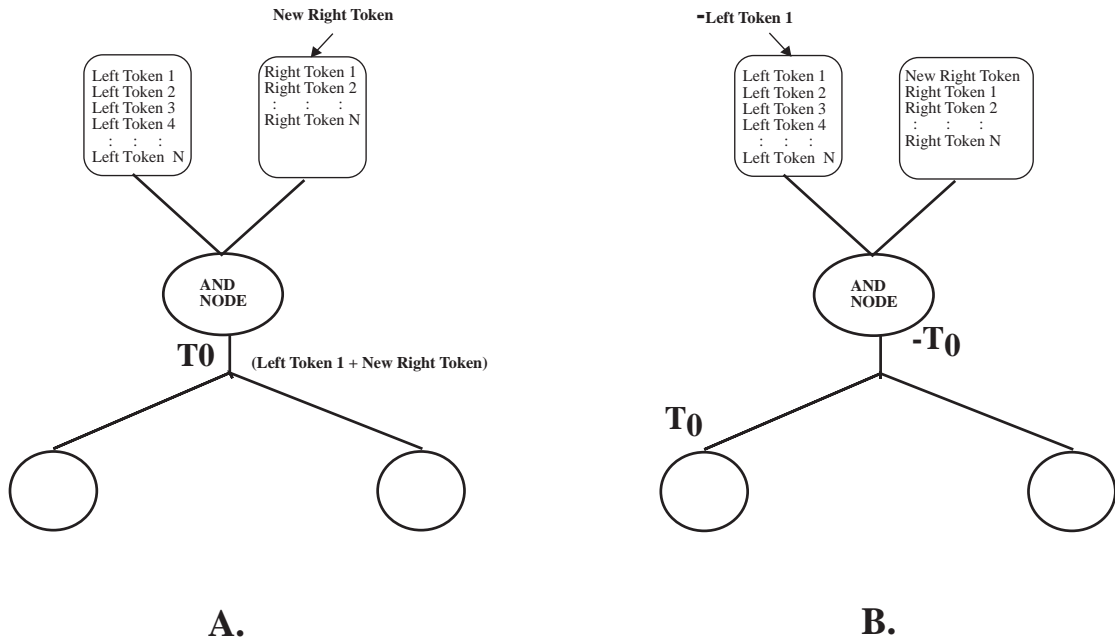 New Right Token
Left Token 1
Left Token 2
Left Token 3
Left Token 4
: : :
Left Token N
Right Token 1
Right Token 2
: : :
Right Token N
AND
NODE
T0
(Left Token 1 + New Right Token)
A.
-Left Token 1
Left Token 1
Left Token 2
Left Token 3
Left Token 4
: : :
Left Token N
New Right Token
Right Token 1
Right Token 2
: : :
Right Token N
AND
NODE
-T0
T0
B.